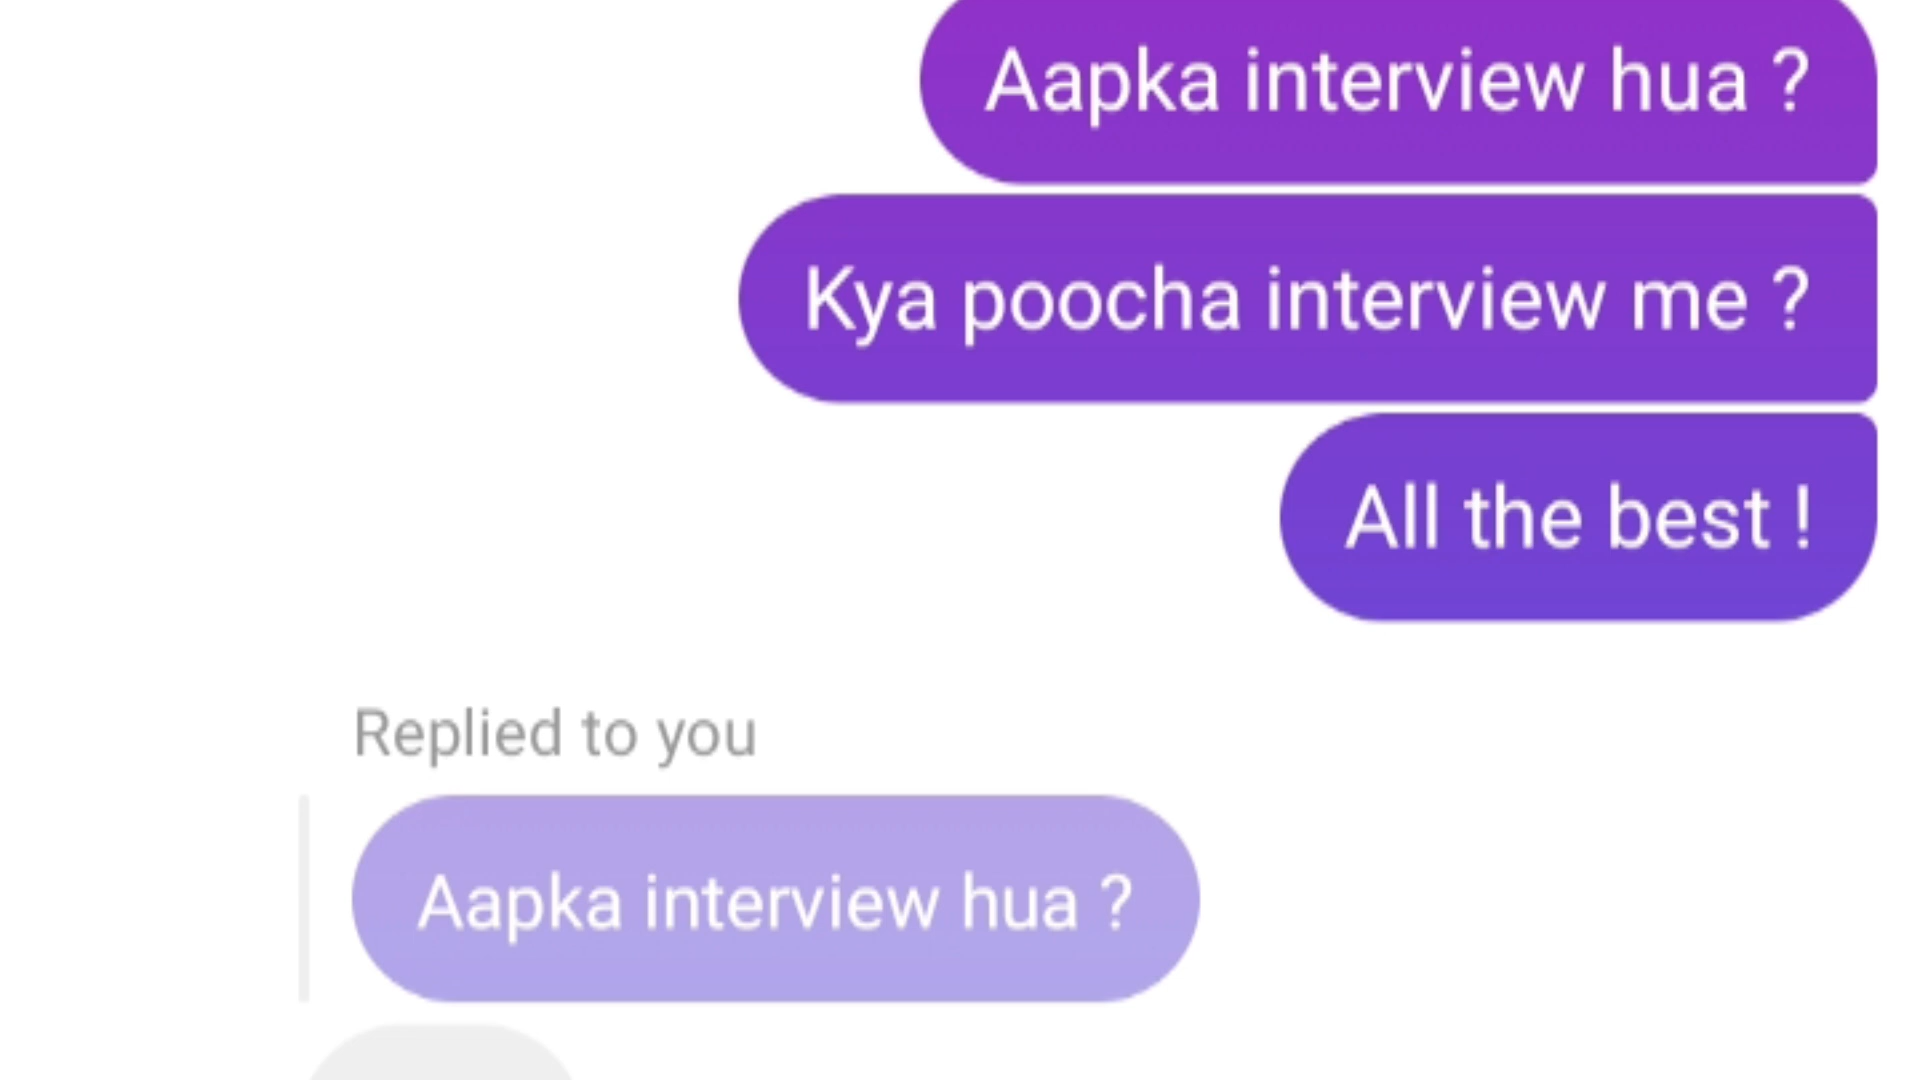 Aapka interview hua ?
Kya poocha interview me ?
All the best !
Replied to you
Aapka interview hua ?